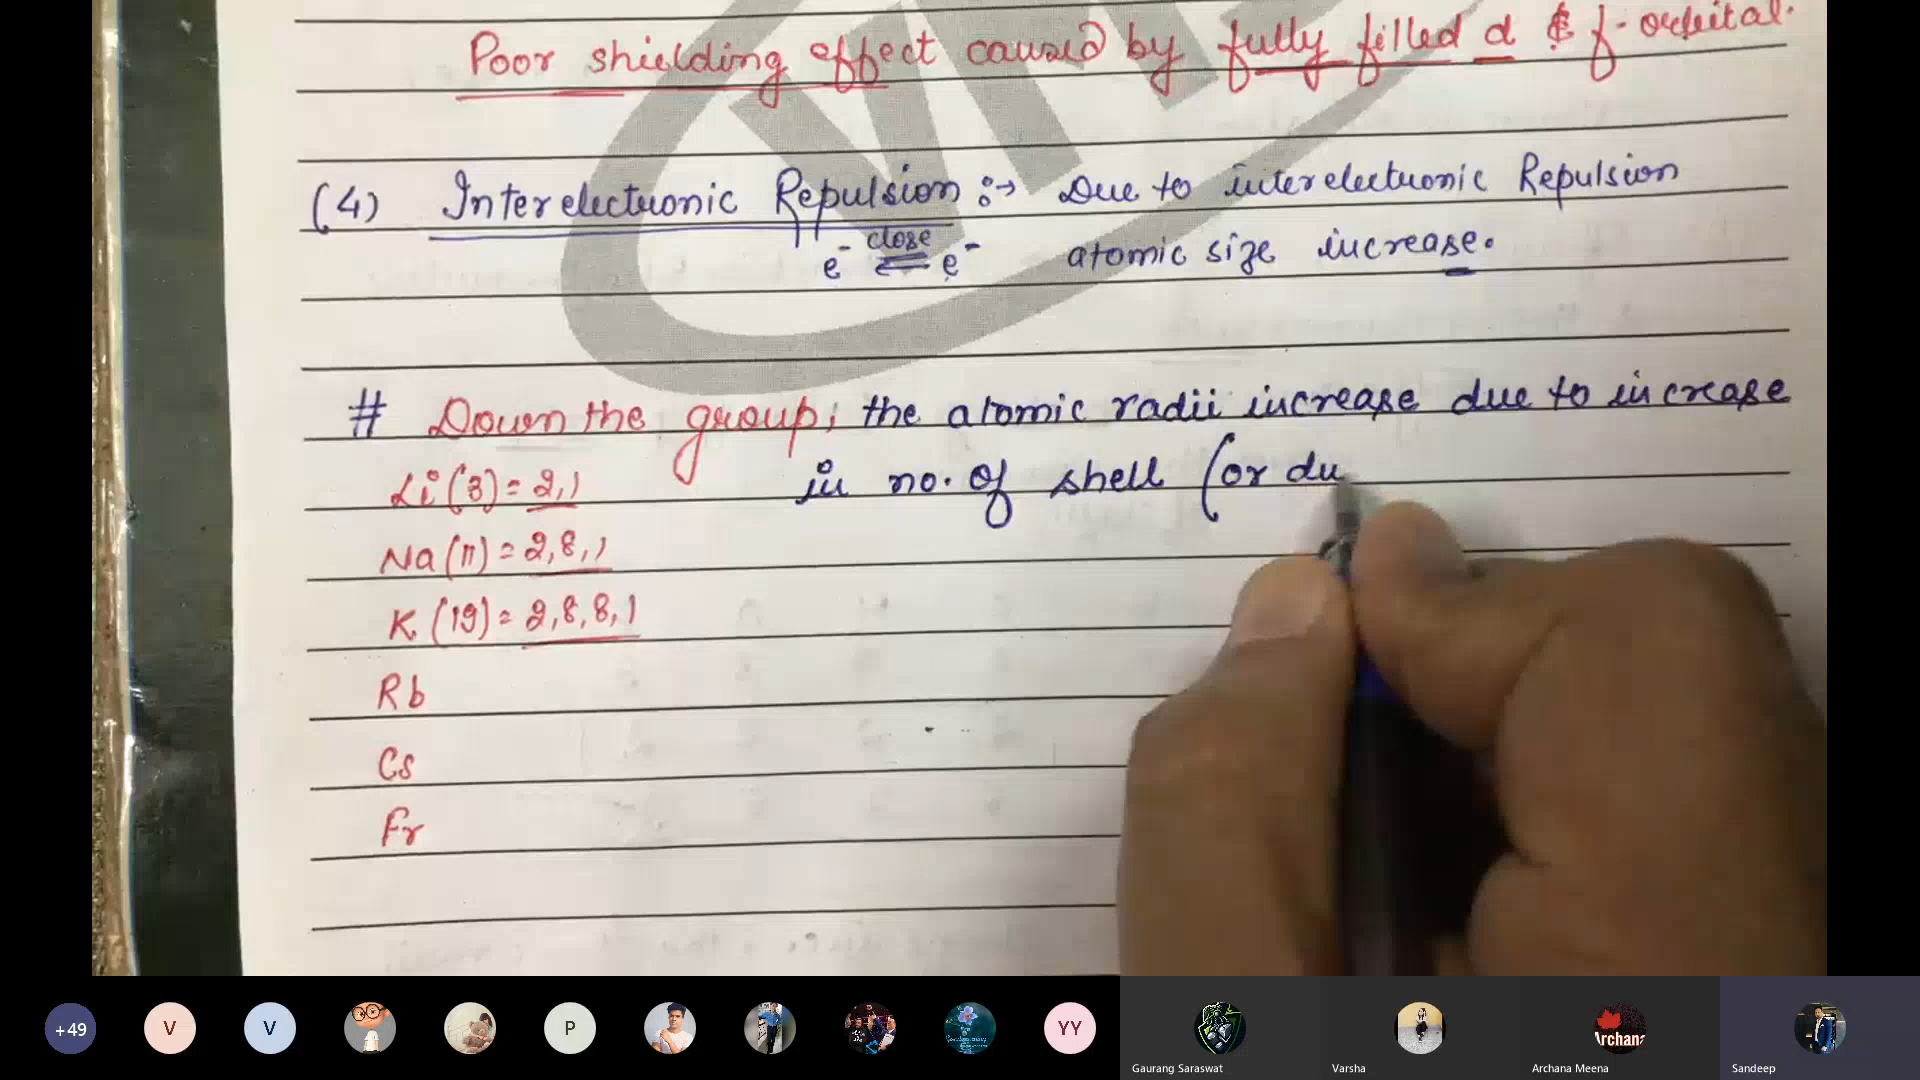 Poor shielding effect caused by fully filled d & f-orbital.
(4) Interelectronic Repulsion :→ Due to interelectronic Repulsion
e⁻ close e⁻ atomic size increase.
# Down the group; the atomic radii increase due to increase
Li (3) = 2,1 in no. of shell (or du
Na (11) = 2,8,1
K (19) = 2,8,8,1
Rb
Cs
Fr
+49
V
V
P
YY
Archana
Gaurang Saraswat
Varsha
Archana Meena
Sandeep